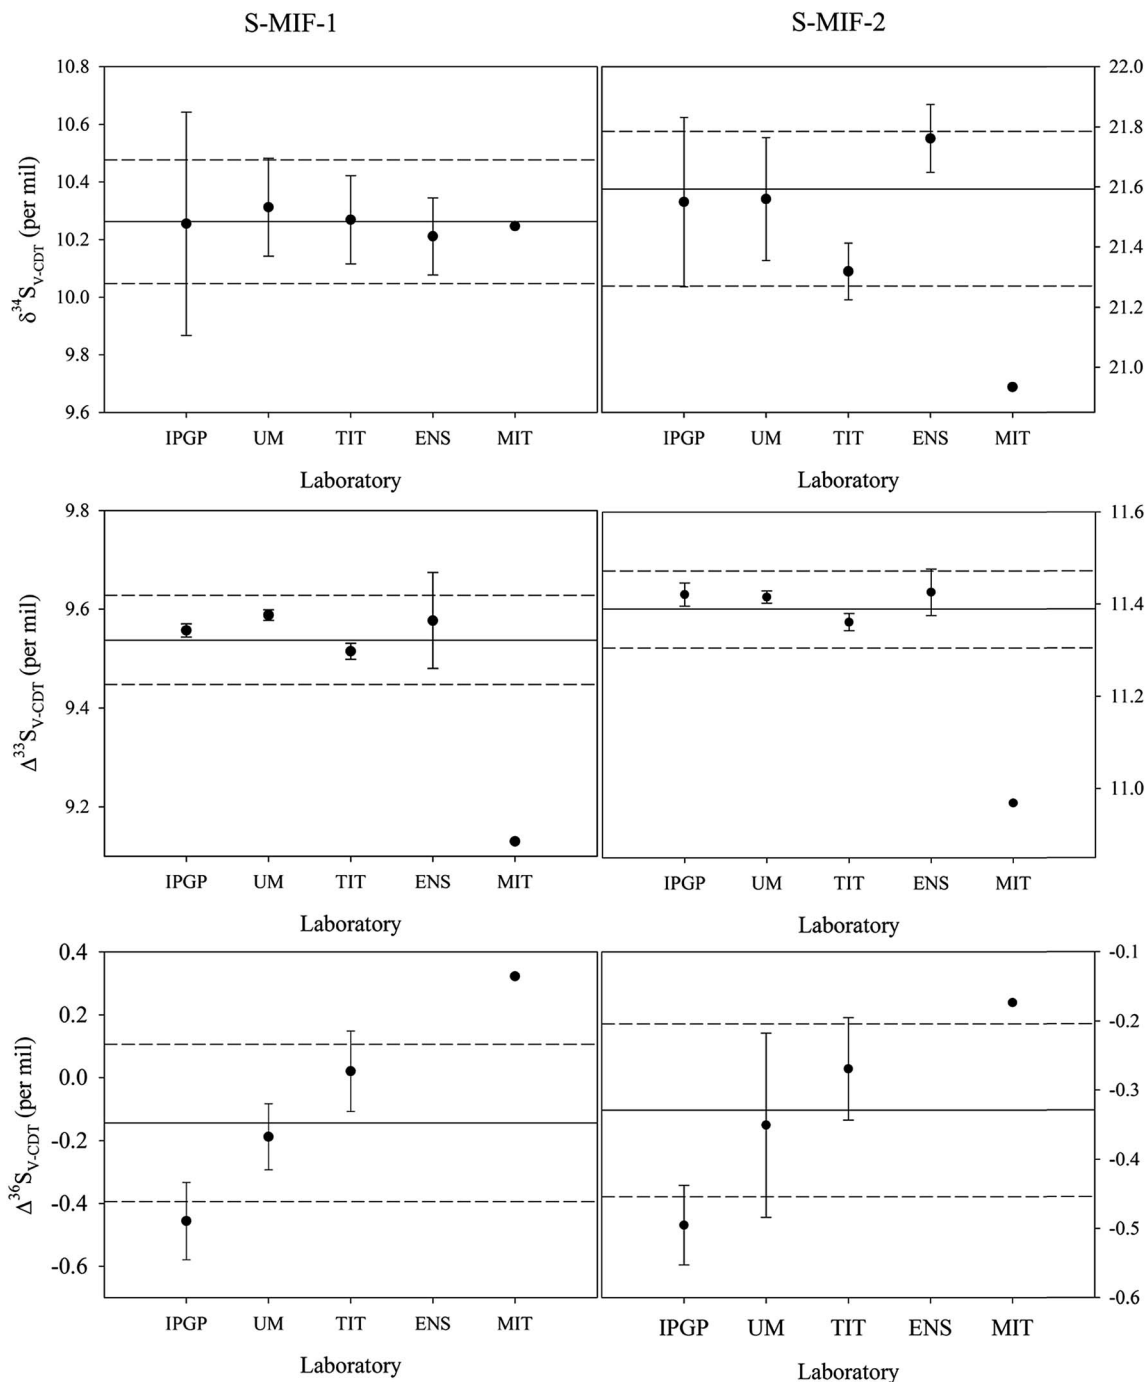 S-MIF-1 S-MIF-2
10.8
10.6
10.4
10.2
10.0
9.8
9.6
δ³⁴S_V-CDT (per mil)
22.0
21.8
21.6
21.4
21.2
21.0
IPGP UM TIT ENS MIT
IPGP UM TIT ENS MIT
Laboratory Laboratory
9.8
9.6
9.4
9.2
Δ³³S_V-CDT (per mil)
11.6
11.4
11.2
11.0
IPGP UM TIT ENS MIT
IPGP UM TIT ENS MIT
Laboratory Laboratory
0.4
0.2
0.0
-0.2
-0.4
-0.6
Δ³⁶S_V-CDT (per mil)
-0.1
-0.2
-0.3
-0.4
-0.5
-0.6
IPGP UM TIT ENS MIT
IPGP UM TIT ENS MIT
Laboratory Laboratory